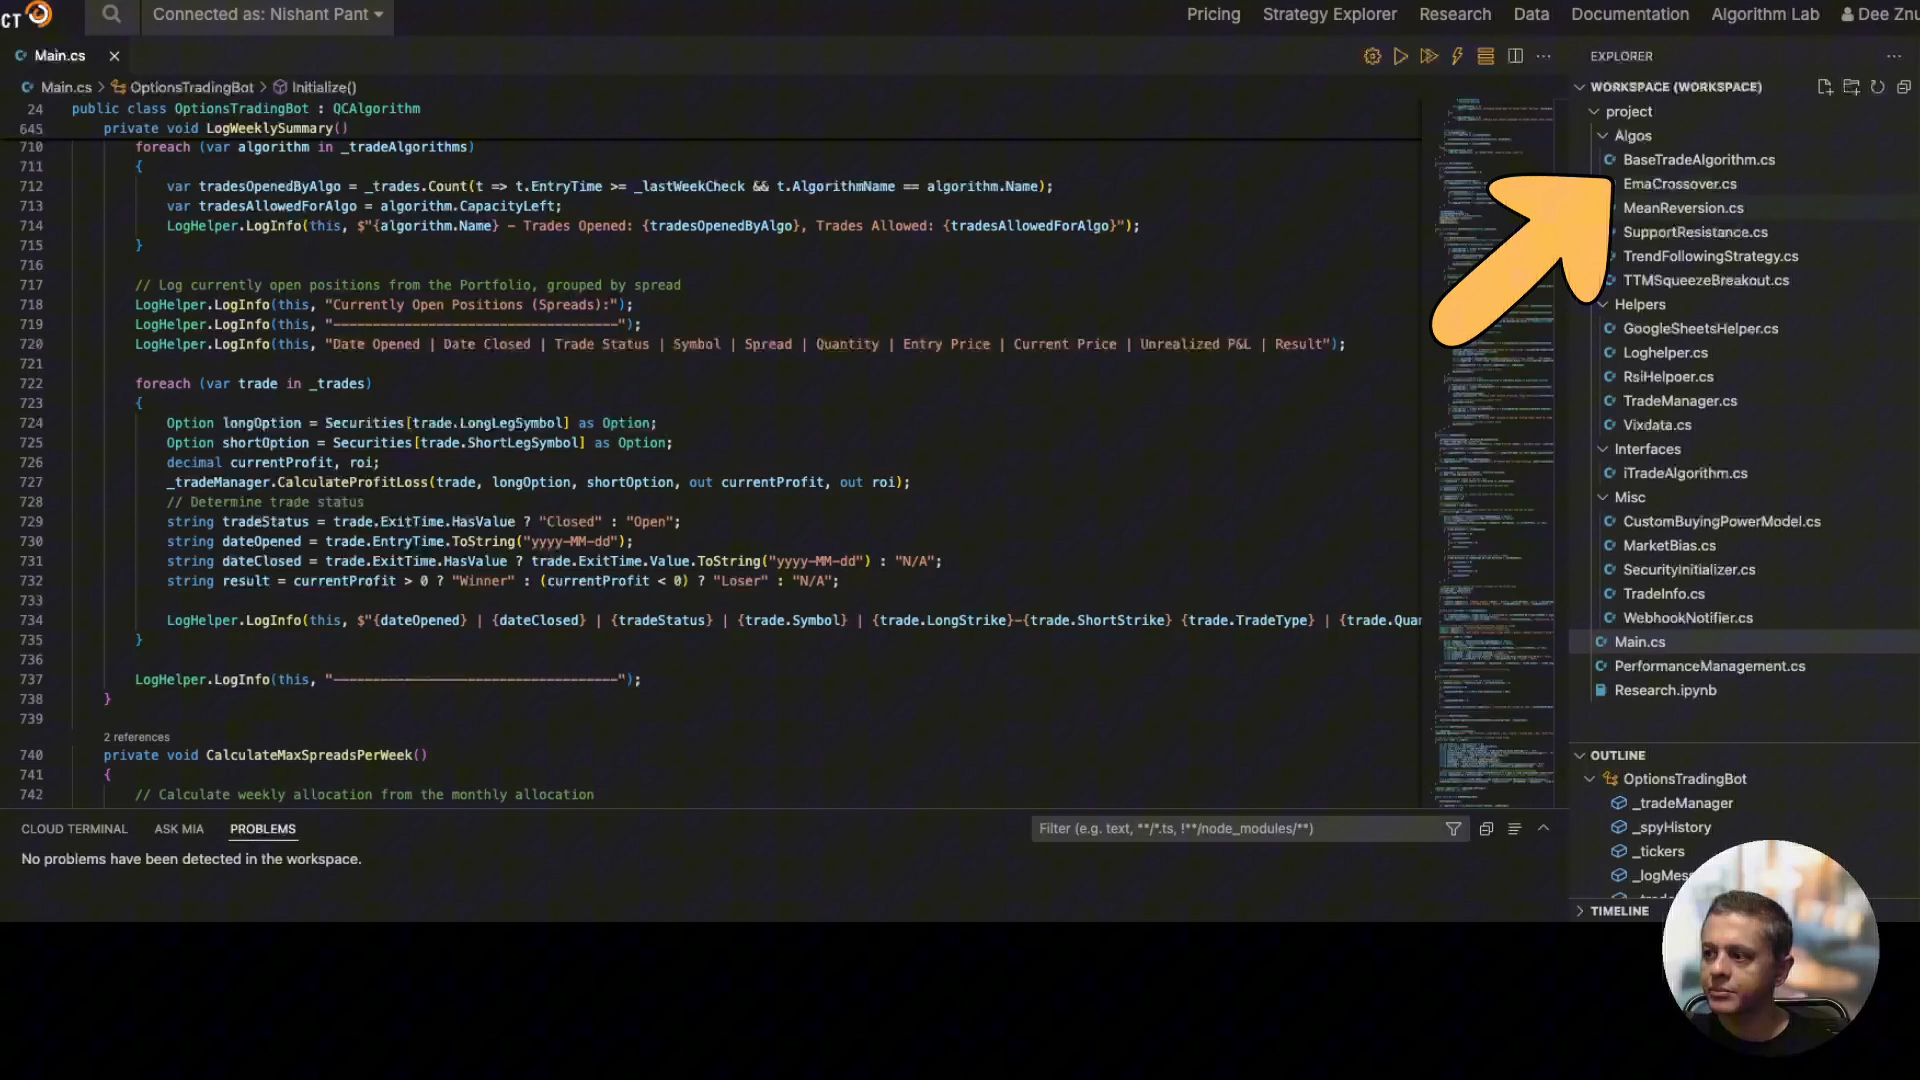 CT
Connected as: Nishant Pant
Pricing Strategy Explorer Research Data Documentation Algorithm Lab Dee Znu
Main.cs
Main.cs > OptionsTradingBot > Initialize()
24 public class OptionsTradingBot : QCAlgorithm
645 private void LogWeeklySummary()
710 foreach (var algorithm in _tradeAlgorithms)
711 {
712 var tradesOpenedByAlgo = _trades.Count(t => t.EntryTime >= _lastWeekCheck && t.AlgorithmName == algorithm.Name);
713 var tradesAllowedForAlgo = algorithm.CapacityLeft;
714 LogHelper.LogInfo(this, $"{algorithm.Name} - Trades Opened: {tradesOpenedByAlgo}, Trades Allowed: {tradesAllowedForAlgo}");
715 }
716
717 // Log currently open positions from the Portfolio, grouped by spread
718 LogHelper.LogInfo(this, "Currently Open Positions (Spreads):");
719 LogHelper.LogInfo(this, "------------------------------------");
720 LogHelper.LogInfo(this, "Date Opened | Date Closed | Trade Status | Symbol | Spread | Quantity | Entry Price | Current Price | Unrealized P&L | Result");
721
722 foreach (var trade in _trades)
723 {
724 Option longOption = Securities[trade.LongLegSymbol] as Option;
725 Option shortOption = Securities[trade.ShortLegSymbol] as Option;
726 decimal currentProfit, roi;
727 _tradeManager.CalculateProfitLoss(trade, longOption, shortOption, out currentProfit, out roi);
728 // Determine trade status
729 string tradeStatus = trade.ExitTime.HasValue ? "Closed" : "Open";
730 string dateOpened = trade.EntryTime.ToString("yyyy-MM-dd");
731 string dateClosed = trade.ExitTime.HasValue ? trade.ExitTime.Value.ToString("yyyy-MM-dd") : "N/A";
732 string result = currentProfit > 0 ? "Winner" : (currentProfit < 0) ? "Loser" : "N/A";
733
734 LogHelper.LogInfo(this, $"{dateOpened} | {dateClosed} | {tradeStatus} | {trade.Symbol} | {trade.LongStrike}-{trade.ShortStrike} {trade.TradeType} | {trade.Quan
735 }
736
737 LogHelper.LogInfo(this, "------------------------------------");
738 }
739
2 references
740 private void CalculateMaxSpreadsPerWeek()
741 {
742 // Calculate weekly allocation from the monthly allocation
CLOUD TERMINAL ASK MIA PROBLEMS
Filter (e.g. text, **/*.ts, !**/node_modules/**)
No problems have been detected in the workspace.
EXPLORER
WORKSPACE (WORKSPACE)
project
Algos
BaseTradeAlgorithm.cs
EmaCrossover.cs
MeanReversion.cs
SupportResistance.cs
TrendFollowingStrategy.cs
TTMSqueezeBreakout.cs
Helpers
GoogleSheetsHelper.cs
Loghelper.cs
RsiHelpoer.cs
TradeManager.cs
Vixdata.cs
Interfaces
iTradeAlgorithm.cs
Misc
CustomBuyingPowerModel.cs
MarketBias.cs
SecurityInitializer.cs
TradeInfo.cs
WebhookNotifier.cs
Main.cs
PerformanceManagement.cs
Research.ipynb
OUTLINE
OptionsTradingBot
_tradeManager
_spyHistory
_tickers
_logMess
TIMELINE